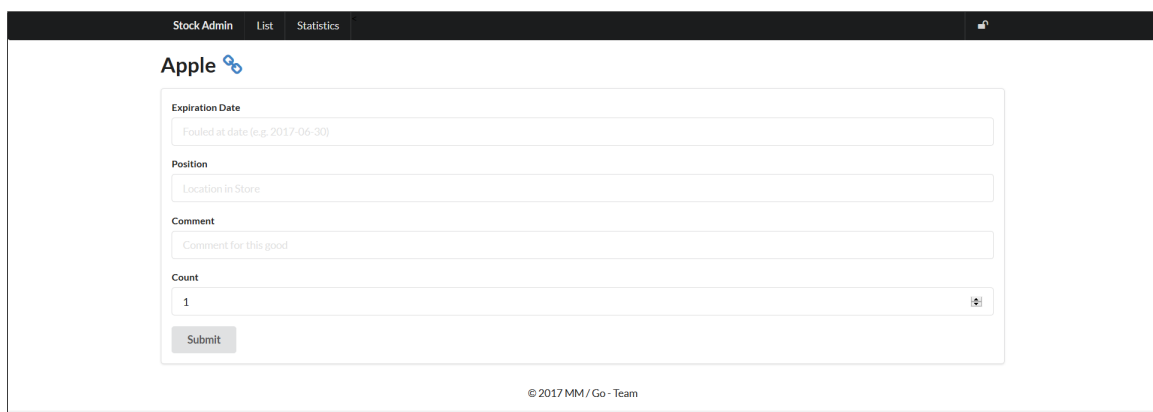 Stock Admin List Statistics
Apple
Expiration Date
Fouled at date (e.g. 2017-06-30)
Position
Location in Store
Comment
Comment for this good
Count
1
Submit
© 2017 MM / Go - Team